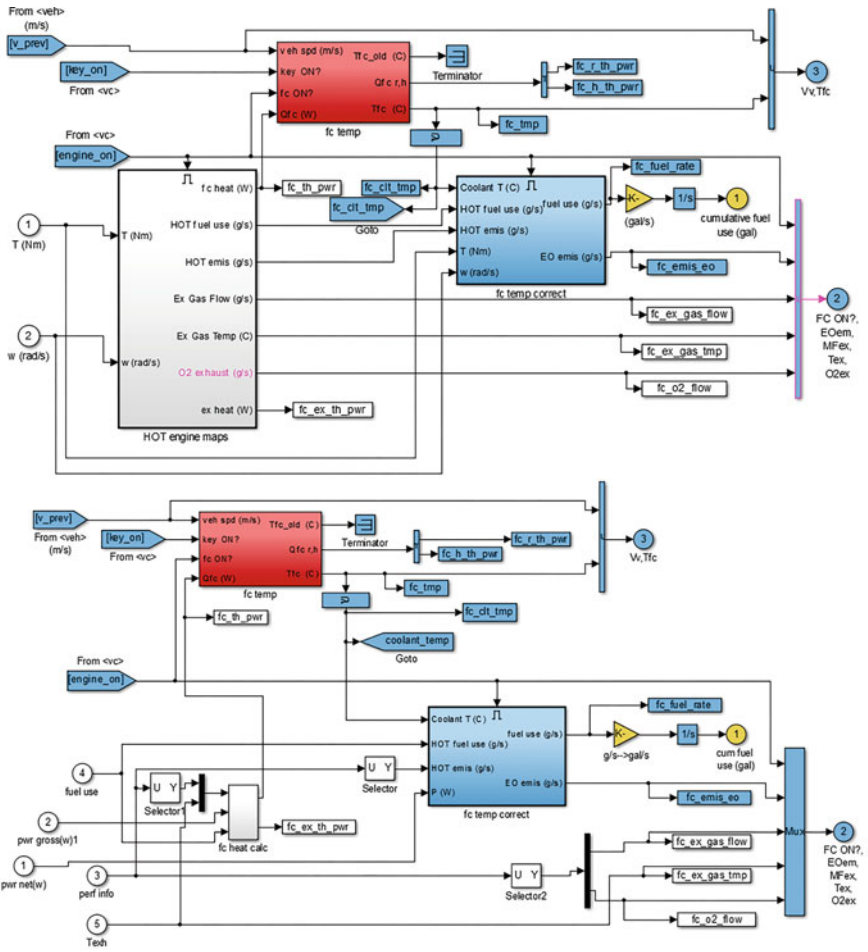 From <veh>
(m/s)
[v_prev]
[key_on]
From <vc>
veh spd (m/s)
key ON?
fc ON?
Qfc (W)
Tfc_old (C)
Qfc r,h
Tfc (C)
fc temp
Terminator
fc_r_th_pwr
fc_h_th_pwr
fc_tmp
3
Vv,Tfc
From <vc>
[engine_on]
fc heat (W)
HOT fuel use (g/s)
HOT emis (g/s)
Ex Gas Flow (g/s)
Ex Gas Temp (C)
O2 exhaust (g/s)
ex heat (W)
T (Nm)
w (rad/s)
HOT engine maps
1
T (Nm)
2
w (rad/s)
fc_th_pwr
fc_clt_tmp
fc_clt_tmp
Goto
Coolant T (C)
HOT fuel use (g/s)
HOT emis (g/s)
T (Nm)
w (rad/s)
fuel use (g/s)
EO emis (g/s)
fc temp correct
fc_fuel_rate
K-
(gal/s)
1/s
1
cumulative fuel
use (gal)
fc_emis_eo
fc_ex_gas_flow
fc_ex_gas_tmp
fc_o2_flow
fc_ex_th_pwr
2
FC ON?,
EOem,
MFex,
Tex,
O2ex
[v_prev]
From <veh>
(m/s)
[key_on]
From <vc>
veh spd (m/s)
key ON?
fc ON?
Qfc (W)
Tfc_old (C)
Qfc r,h
Tfc (C)
fc temp
Terminator
fc_r_th_pwr
fc_h_th_pwr
fc_tmp
3
Vv,Tfc
fc_th_pwr
fc_clt_tmp
coolant_temp
Goto
From <vc>
[engine_on]
Coolant T (C)
HOT fuel use (g/s)
HOT emis (g/s)
P (W)
fuel use (g/s)
EO emis (g/s)
fc temp correct
fc_fuel_rate
K-
g/s-->gal/s
1/s
1
cum fuel
use (gal)
fc_emis_eo
4
fuel use
U Y
Selector1
U Y
Selector
2
pwr gross(w)1
fc heat calc
fc_ex_th_pwr
1
pwr net(w)
3
perf info
U Y
Selector2
5
Texh
fc_ex_gas_flow
fc_ex_gas_tmp
fc_o2_flow
Mux
2
FC ON?,
EOem,
MFex,
Tex,
O2ex